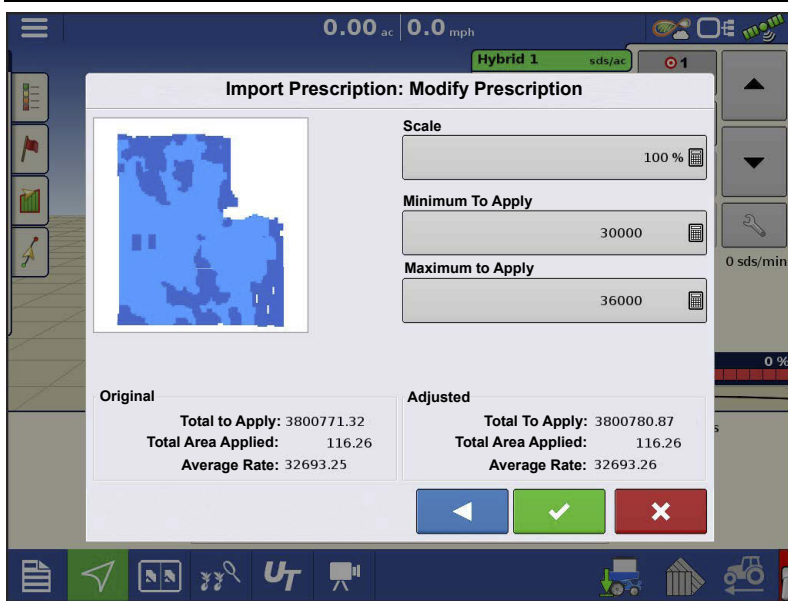 0.00 ac 0.0 mph
Hybrid 1 sds/ac
1
Import Prescription: Modify Prescription
Scale
100 %
Minimum To Apply
30000
Maximum to Apply
36000
0 sds/min
0 %
Original
Total to Apply: 3800771.32
Total Area Applied: 116.26
Average Rate: 32693.25
Adjusted
Total To Apply: 3800780.87
Total Area Applied: 116.26
Average Rate: 32693.26
s
UT